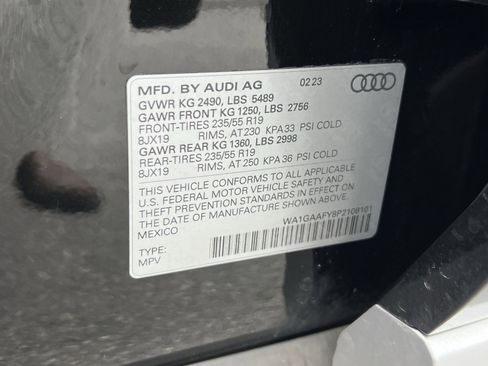 MFD. BY AUDI AG 02 23
GVWR KG 2490, LBS 5489
GAWR FRONT KG 1250, LBS 2756
FRONT-TIRES 235/55 R19
8JX19 RIMS, AT 230 KPA 33 PSI COLD
GAWR REAR KG 1360, LBS 2998
REAR-TIRES 235/55 R19
8JX19 RIMS, AT 250 KPA 36 PSI COLD
THIS VEHICLE CONFORMS TO ALL APPLICABLE
U.S. FEDERAL MOTOR VEHICLE SAFETY AND
THEFT PREVENTION STANDARDS IN EFFECT ON
THE DATE OF MANUFACTURE SHOWN ABOVE.
MEXICO
WA1GAAFY8P2109101
TYPE:
MPV